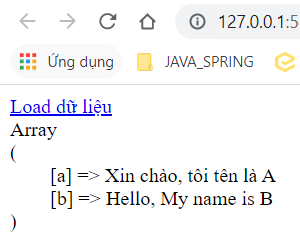 127.0.0.1:5
Ứng dụng JAVA_SPRING
Load dữ liệu
Array
(
[a] => Xin chào, tôi tên là A
[b] => Hello, My name is B
)